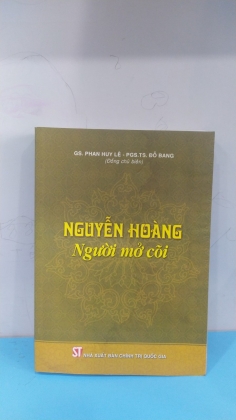 GS. PHAN HUY LÊ - PGS.TS. ĐỖ BANG
(Đồng chủ biên)
NGUYỄN HOÀNG
Người mở cõi
ST NHÀ XUẤT BẢN CHÍNH TRỊ QUỐC GIA